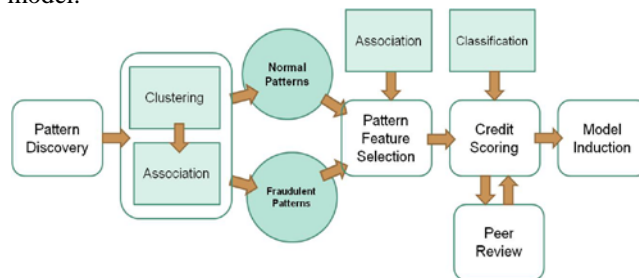 model.
Pattern
Discovery
Clustering
Association
Normal
Patterns
Fraudulent
Patterns
Association
Pattern
Feature
Selection
Classification
Credit
Scoring
Peer
Review
Model
Induction